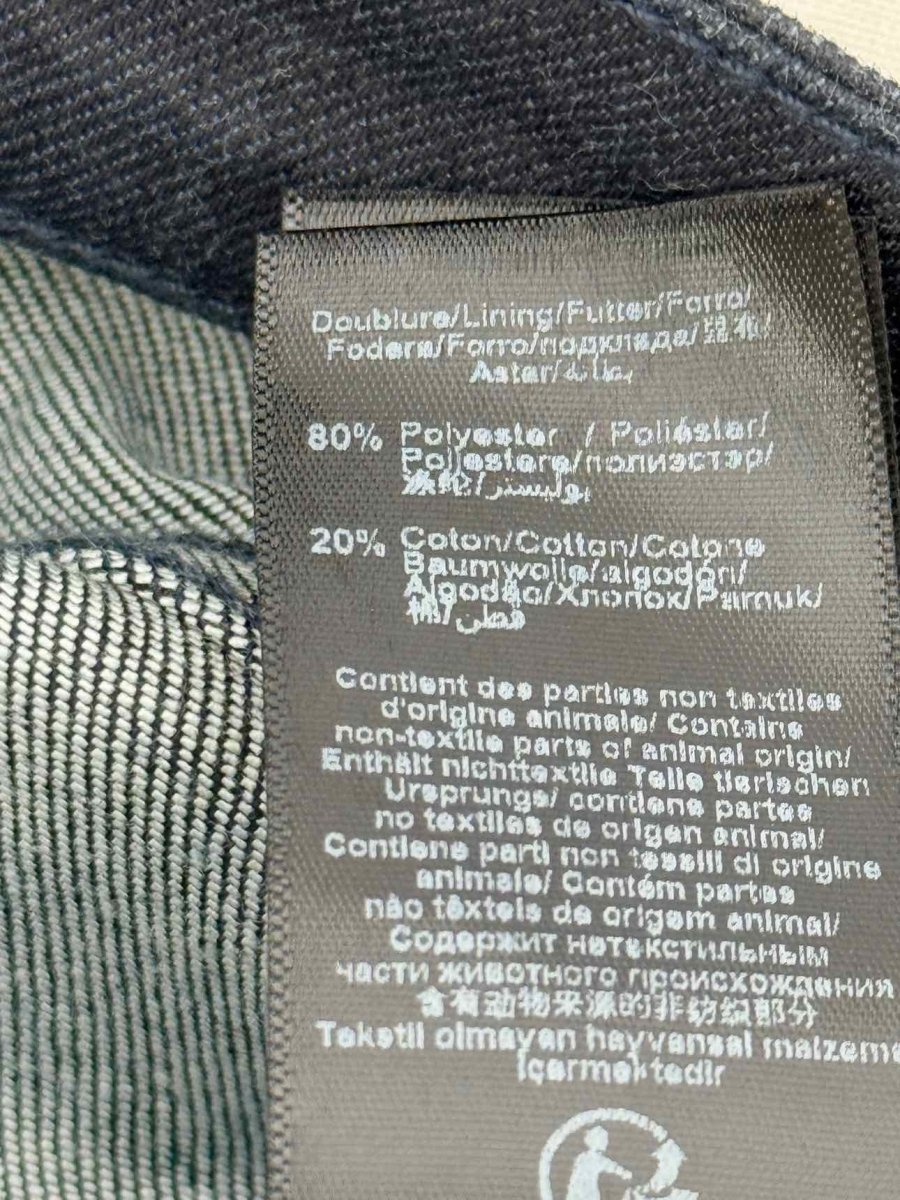 Doublure/Lining/Futter/Forro/
Fodera/Forro/подклада/
Astar/
80% Polyester / Poliéster/
Poliestere/полиэстер/
بوليستر
20% Coton/Cotton/Cotone
Baumwolle/algodón/
Algodão/Хлопок/Pamuk/
棉/قطن
Contient des parties non textiles
d'origine animale/ Contains
non-textile parts of animal origin/
Enthält nichttextile Teile tierischen
Ursprungs/ contiene partes
no textiles de origen animal/
Contiene parti non tessili di origine
animale/ Contém partes
não têxteis de origem animal/
Содержит нетекстильным
части животного происхождения
含有动物来源的非纺织部分
Tekstil olmayan hayvansal malzeme
içermektedir